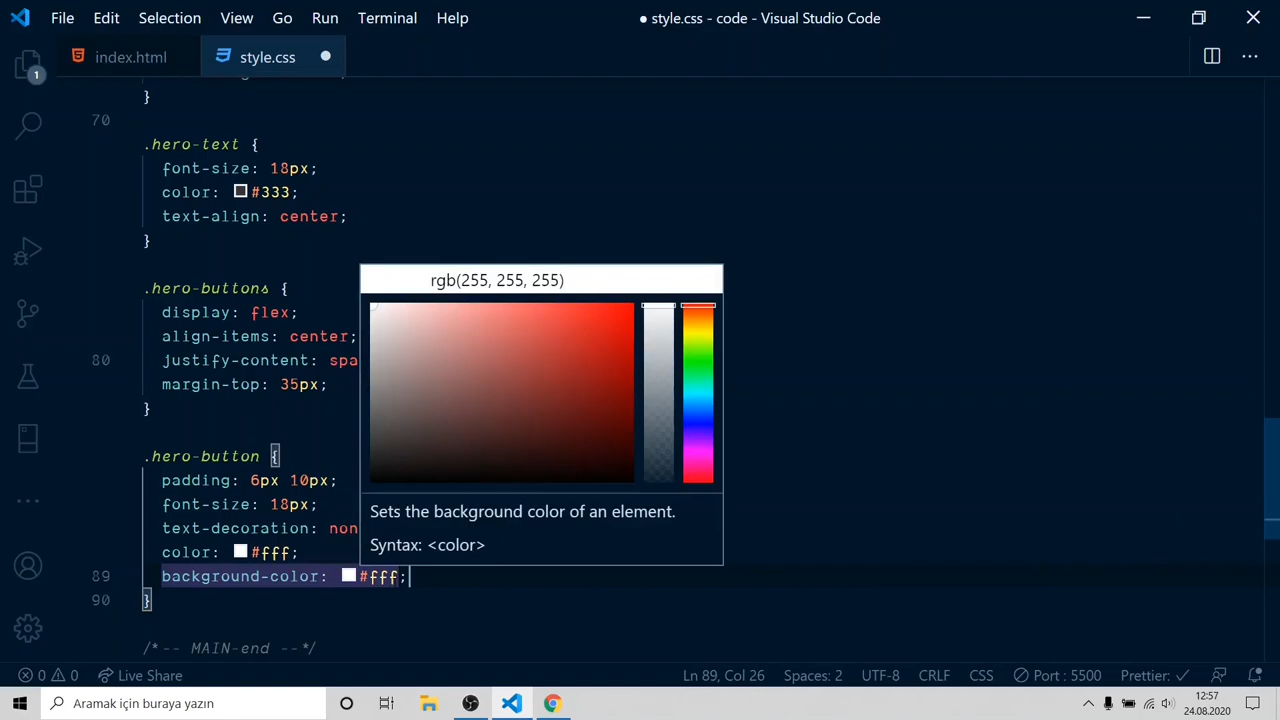 File Edit Selection View Go Run Terminal Help
● style.css - code - Visual Studio Code
index.html
style.css
1
}
70
.hero-text {
font-size: 18px;
color: #333;
text-align: center;
}
.hero-buttons {
display: flex;
align-items: center;
80
justify-content: spa
margin-top: 35px;
}
.hero-button {
padding: 6px 10px;
font-size: 18px;
text-decoration: non
color: #fff;
89
background-color: #fff;
90
}
/*-- MAIN-end --*/
rgb(255, 255, 255)
Sets the background color of an element.
Syntax: <color>
0 0 Live Share
Ln 89, Col 26 Spaces: 2 UTF-8 CRLF CSS Port : 5500 Prettier:
Aramak için buraya yazın
12:57
24.08.2020